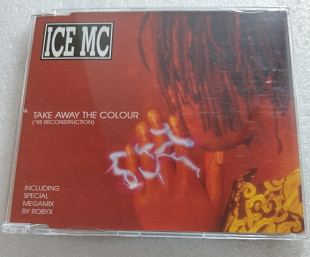 ICE MC
TAKE AWAY THE COLOUR
('95 RECONSTRUCTION)
INCLUDING
SPECIAL
MEGAMIX
BY ROBYX